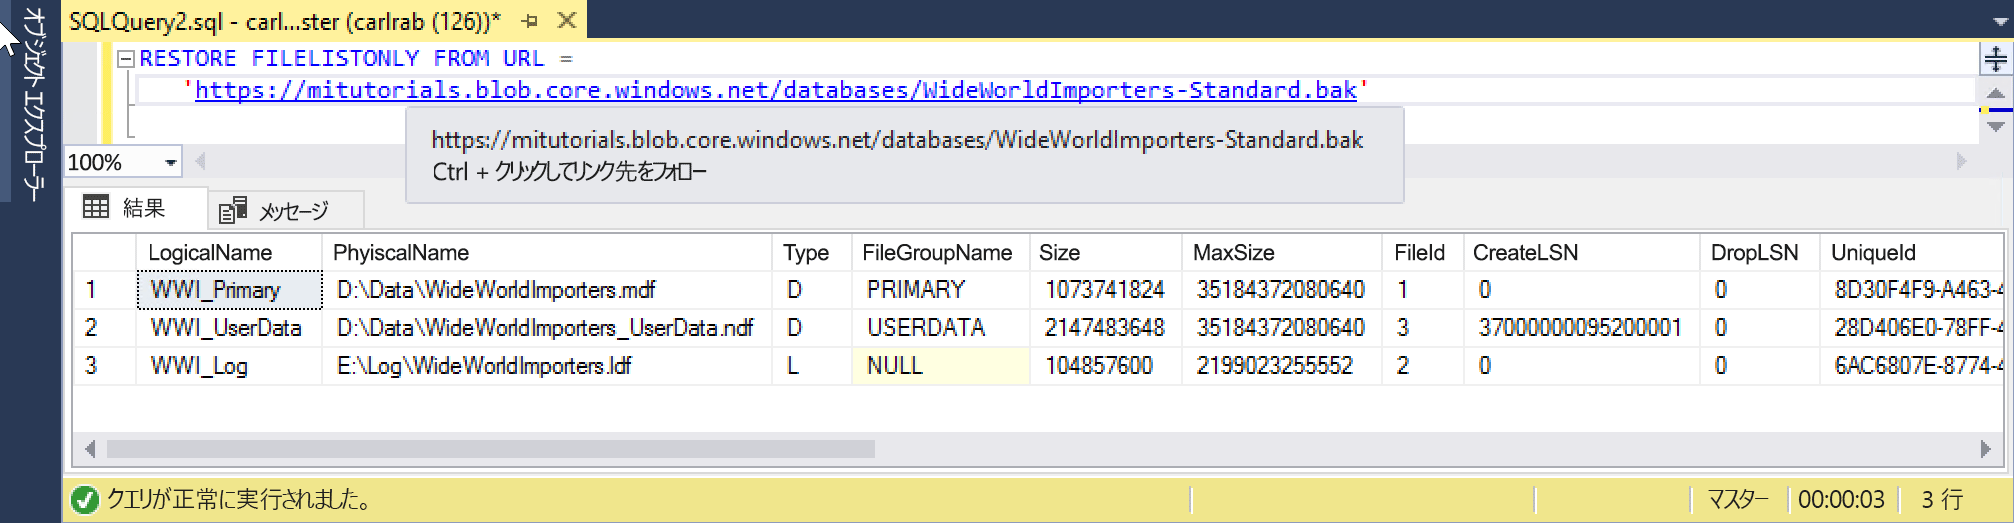 オブジェクト エクスプローラー
SQLQuery2.sql - carl...ster (carlrab (126))*
RESTORE FILELISTONLY FROM URL =
'https://mitutorials.blob.core.windows.net/databases/WideWorldImporters-Standard.bak'
https://mitutorials.blob.core.windows.net/databases/WideWorldImporters-Standard.bak
Ctrl + クリックしてリンク先をフォロー
100%
結果 メッセージ
LogicalName PhyiscalName Type FileGroupName Size MaxSize FileId CreateLSN DropLSN UniqueId
1 WWI_Primary D:\Data\WideWorldImporters.mdf D PRIMARY 1073741824 35184372080640 1 0 0 8D30F4F9-A463-4
2 WWI_UserData D:\Data\WideWorldImporters_UserData.ndf D USERDATA 2147483648 35184372080640 3 37000000095200001 0 28D406E0-78FF-4
3 WWI_Log E:\Log\WideWorldImporters.ldf L NULL 104857600 2199023255552 2 0 0 6AC6807E-8774-4
クエリが正常に実行されました。 マスター 00:00:03 3 行